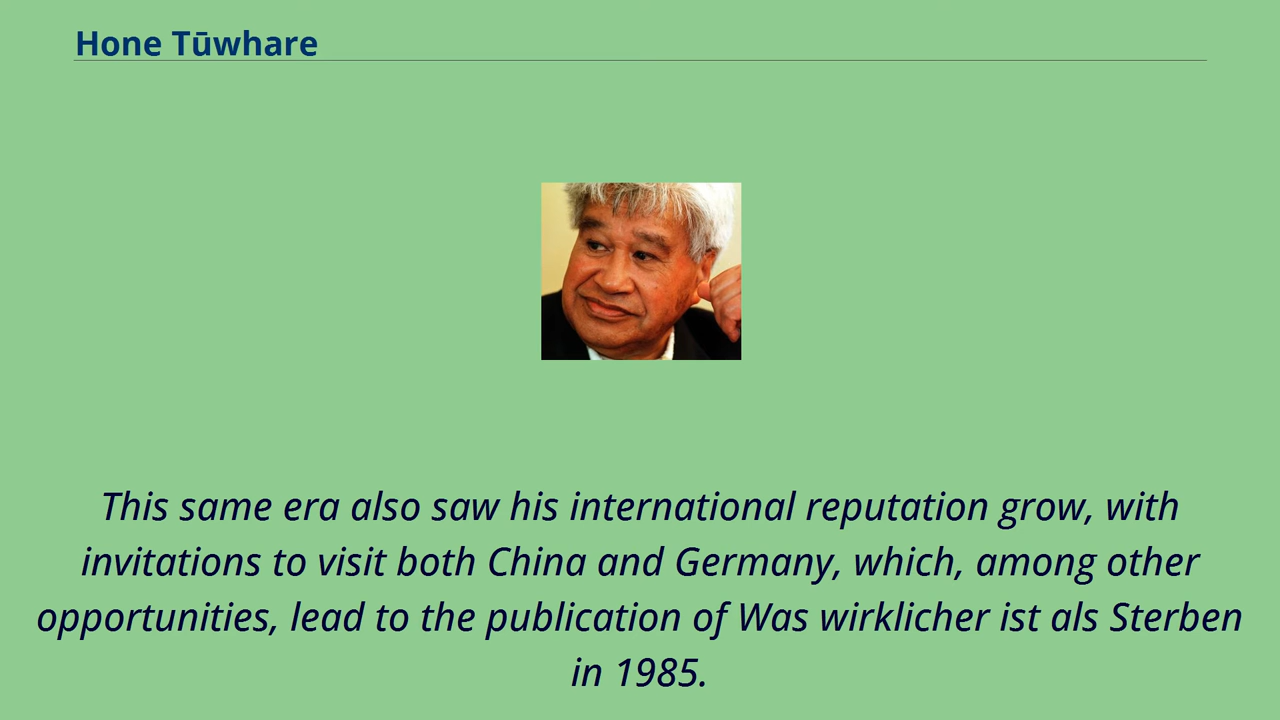 Hone Tūwhare
This same era also saw his international reputation grow, with
invitations to visit both China and Germany, which, among other
opportunities, lead to the publication of Was wirklicher ist als Sterben
in 1985.